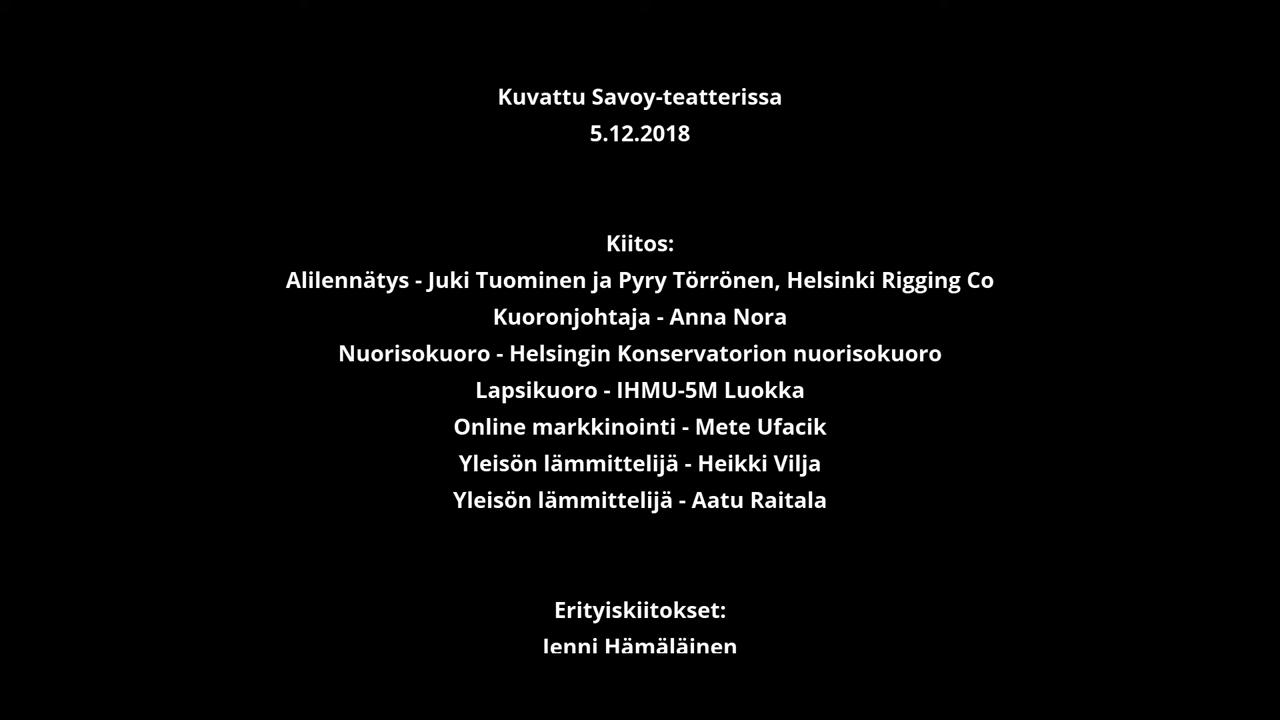 Kuvattu Savoy-teatterissa
5.12.2018
Kiitos:
Alilennätys - Juki Tuominen ja Pyry Törrönen, Helsinki Rigging Co
Kuoronjohtaja - Anna Nora
Nuorisokuoro - Helsingin Konservatorion nuorisokuoro
Lapsikuoro - IHMU-5M Luokka
Online markkinointi - Mete Ufacik
Yleisön lämmittelijä - Heikki Vilja
Yleisön lämmittelijä - Aatu Raitala
Erityiskiitokset:
Jenni Hämäläinen